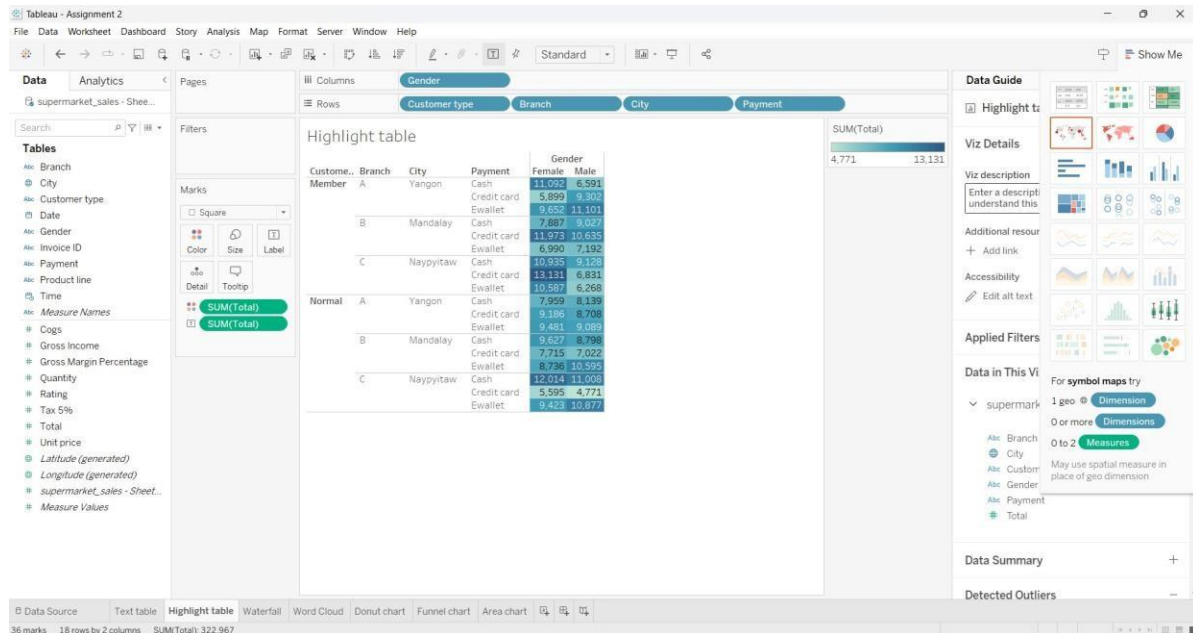 Tableau - Assignment 2
File Data Worksheet Dashboard Story Analysis Map Format Server Window Help
Standard
Show Me
Data Analytics
supermarket_sales - Shee...
Search
Tables
Abc Branch
City
Abc Customer type
Date
Abc Gender
Abc Invoice ID
Abc Payment
Abc Product line
Time
Abc Measure Names
# Cogs
# Gross Income
# Gross Margin Percentage
# Quantity
# Rating
# Tax 5%
# Total
# Unit price
Latitude (generated)
Longitude (generated)
# supermarket_sales - Sheet...
# Measure Values
Pages
Filters
Marks
Square
Color Size Label
Detail Tooltip
SUM(Total)
SUM(Total)
Columns Gender
Rows Customer type Branch City Payment
Highlight table
Gender
Custome.. Branch City Payment Female Male
Member A Yangon Cash 11,092 6,591
Credit card 5,899 9,302
Ewallet 9,652 11,101
B Mandalay Cash 7,887 9,027
Credit card 11,973 10,635
Ewallet 6,990 7,192
C Naypyitaw Cash 10,935 9,128
Credit card 13,131 6,831
Ewallet 10,587 6,268
Normal A Yangon Cash 7,959 8,139
Credit card 9,186 8,708
Ewallet 9,481 9,089
B Mandalay Cash 9,627 8,798
Credit card 7,715 7,022
Ewallet 8,736 10,595
C Naypyitaw Cash 12,014 11,008
Credit card 5,595 4,771
Ewallet 9,423 10,877
SUM(Total)
4,771 13,131
Data Guide
Highlight ta
Viz Details
Viz description
Enter a descripti
understand this
Additional resour
+ Add link
Accessibility
Edit alt text
Applied Filters
Data in This Vi
supermark
Abc Branch
City
Abc Custom
Abc Gender
Abc Payment
# Total
Data Summary +
Detected Outliers −
For symbol maps try
1 geo Dimension
0 or more Dimensions
0 to 2 Measures
May use spatial measure in
place of geo dimension
Data Source Text table Highlight table Waterfall Word Cloud Donut chart Funnel chart Area chart
36 marks 18 rows by 2 columns SUM(Total): 322,967